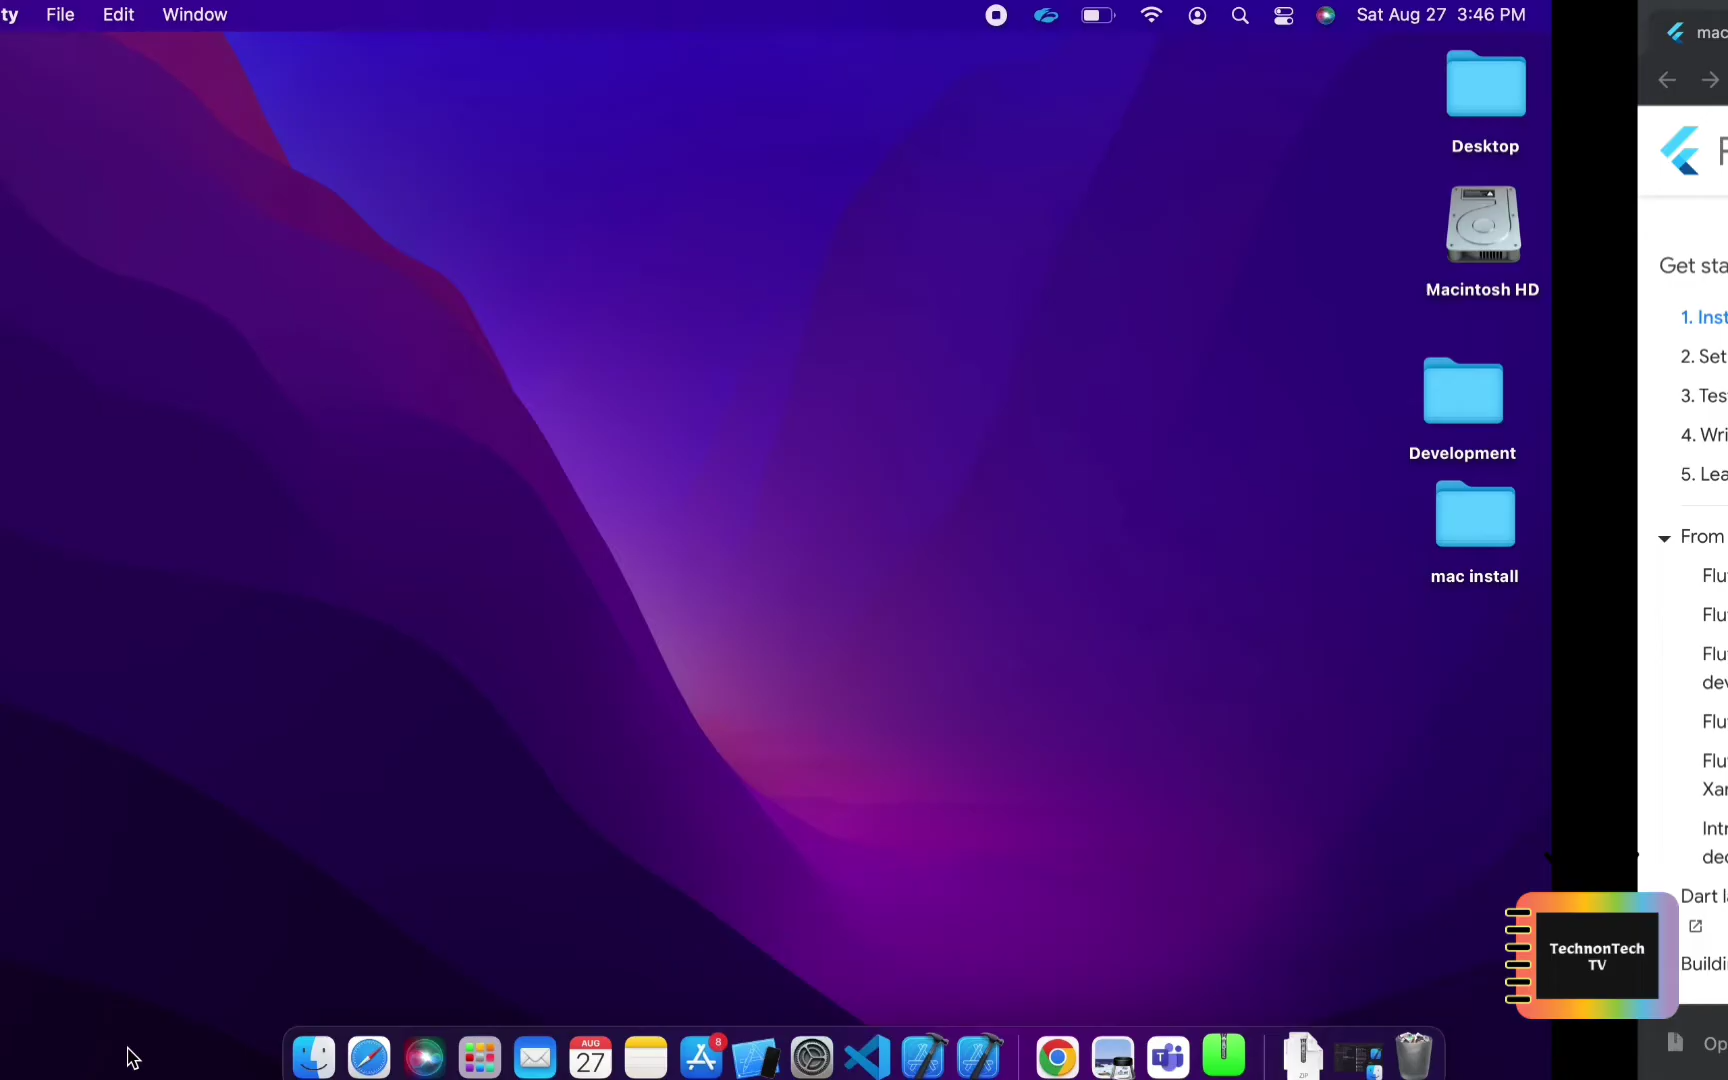 ty File Edit Window Sat Aug 27 3:46 PM
Desktop
Macintosh HD
Development
mac install
mac
Get sta
1. Inst
2. Set
3. Tes
4. Wri
5. Lea
From
Flu
Flu
Flu
dev
Flu
Flu
Xar
Intr
dec
Dart l
Buildi
Op
TechnonTech
TV
AUG
27
8
ZIP